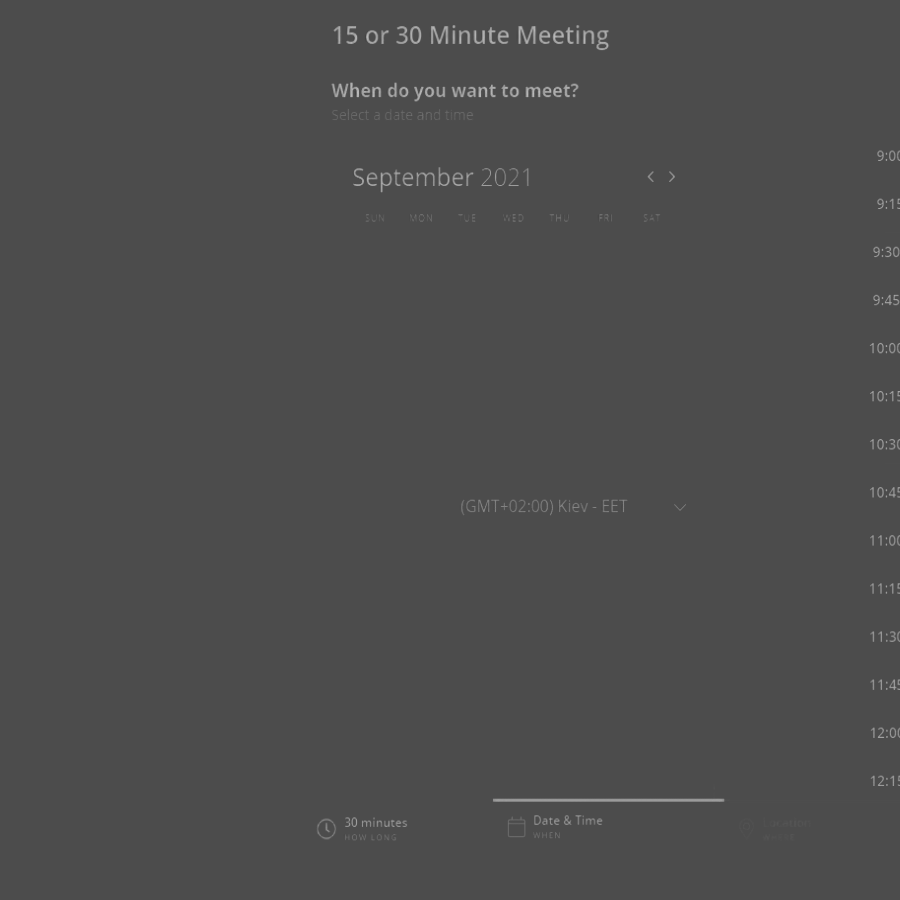 15 or 30 Minute Meeting
When do you want to meet?
Select a date and time
September 2021
SUN MON TUE WED THU FRI SAT
(GMT+02:00) Kiev - EET
9:00
9:15
9:30
9:45
10:00
10:15
10:30
10:45
11:00
11:15
11:30
11:45
12:00
12:15
30 minutes
HOW LONG
Date & Time
WHEN
Location